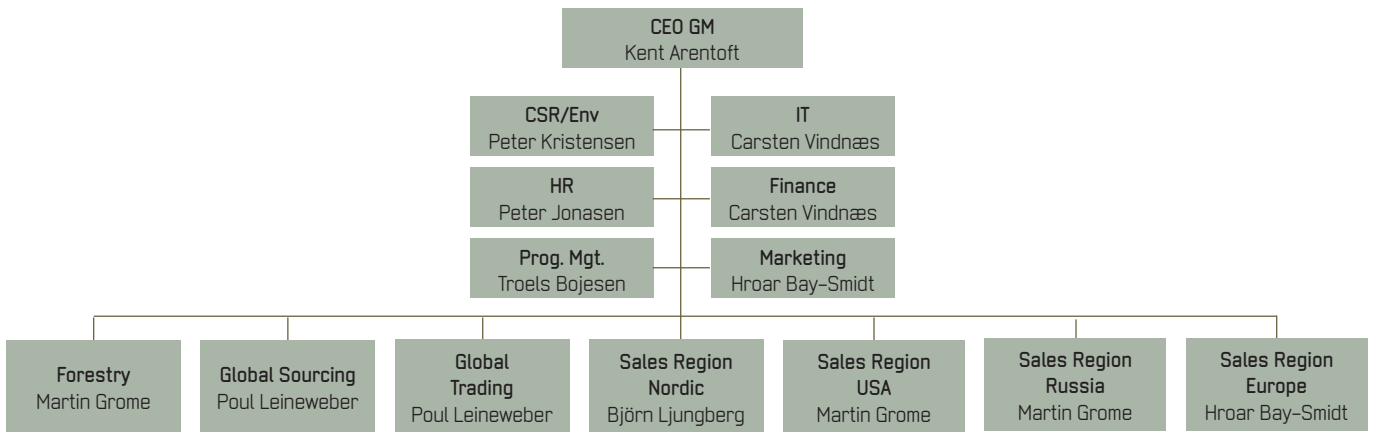 CEO GM
Kent Arentoft
CSR/Env
Peter Kristensen
IT
Carsten Vindnæs
HR
Peter Jonasen
Finance
Carsten Vindnæs
Prog. Mgt.
Troels Bojesen
Marketing
Hroar Bay-Smidt
Forestry
Martin Grome
Global Sourcing
Poul Leineweber
Global
Trading
Poul Leineweber
Sales Region
Nordic
Björn Ljungberg
Sales Region
USA
Martin Grome
Sales Region
Russia
Martin Grome
Sales Region
Europe
Hroar Bay-Smidt